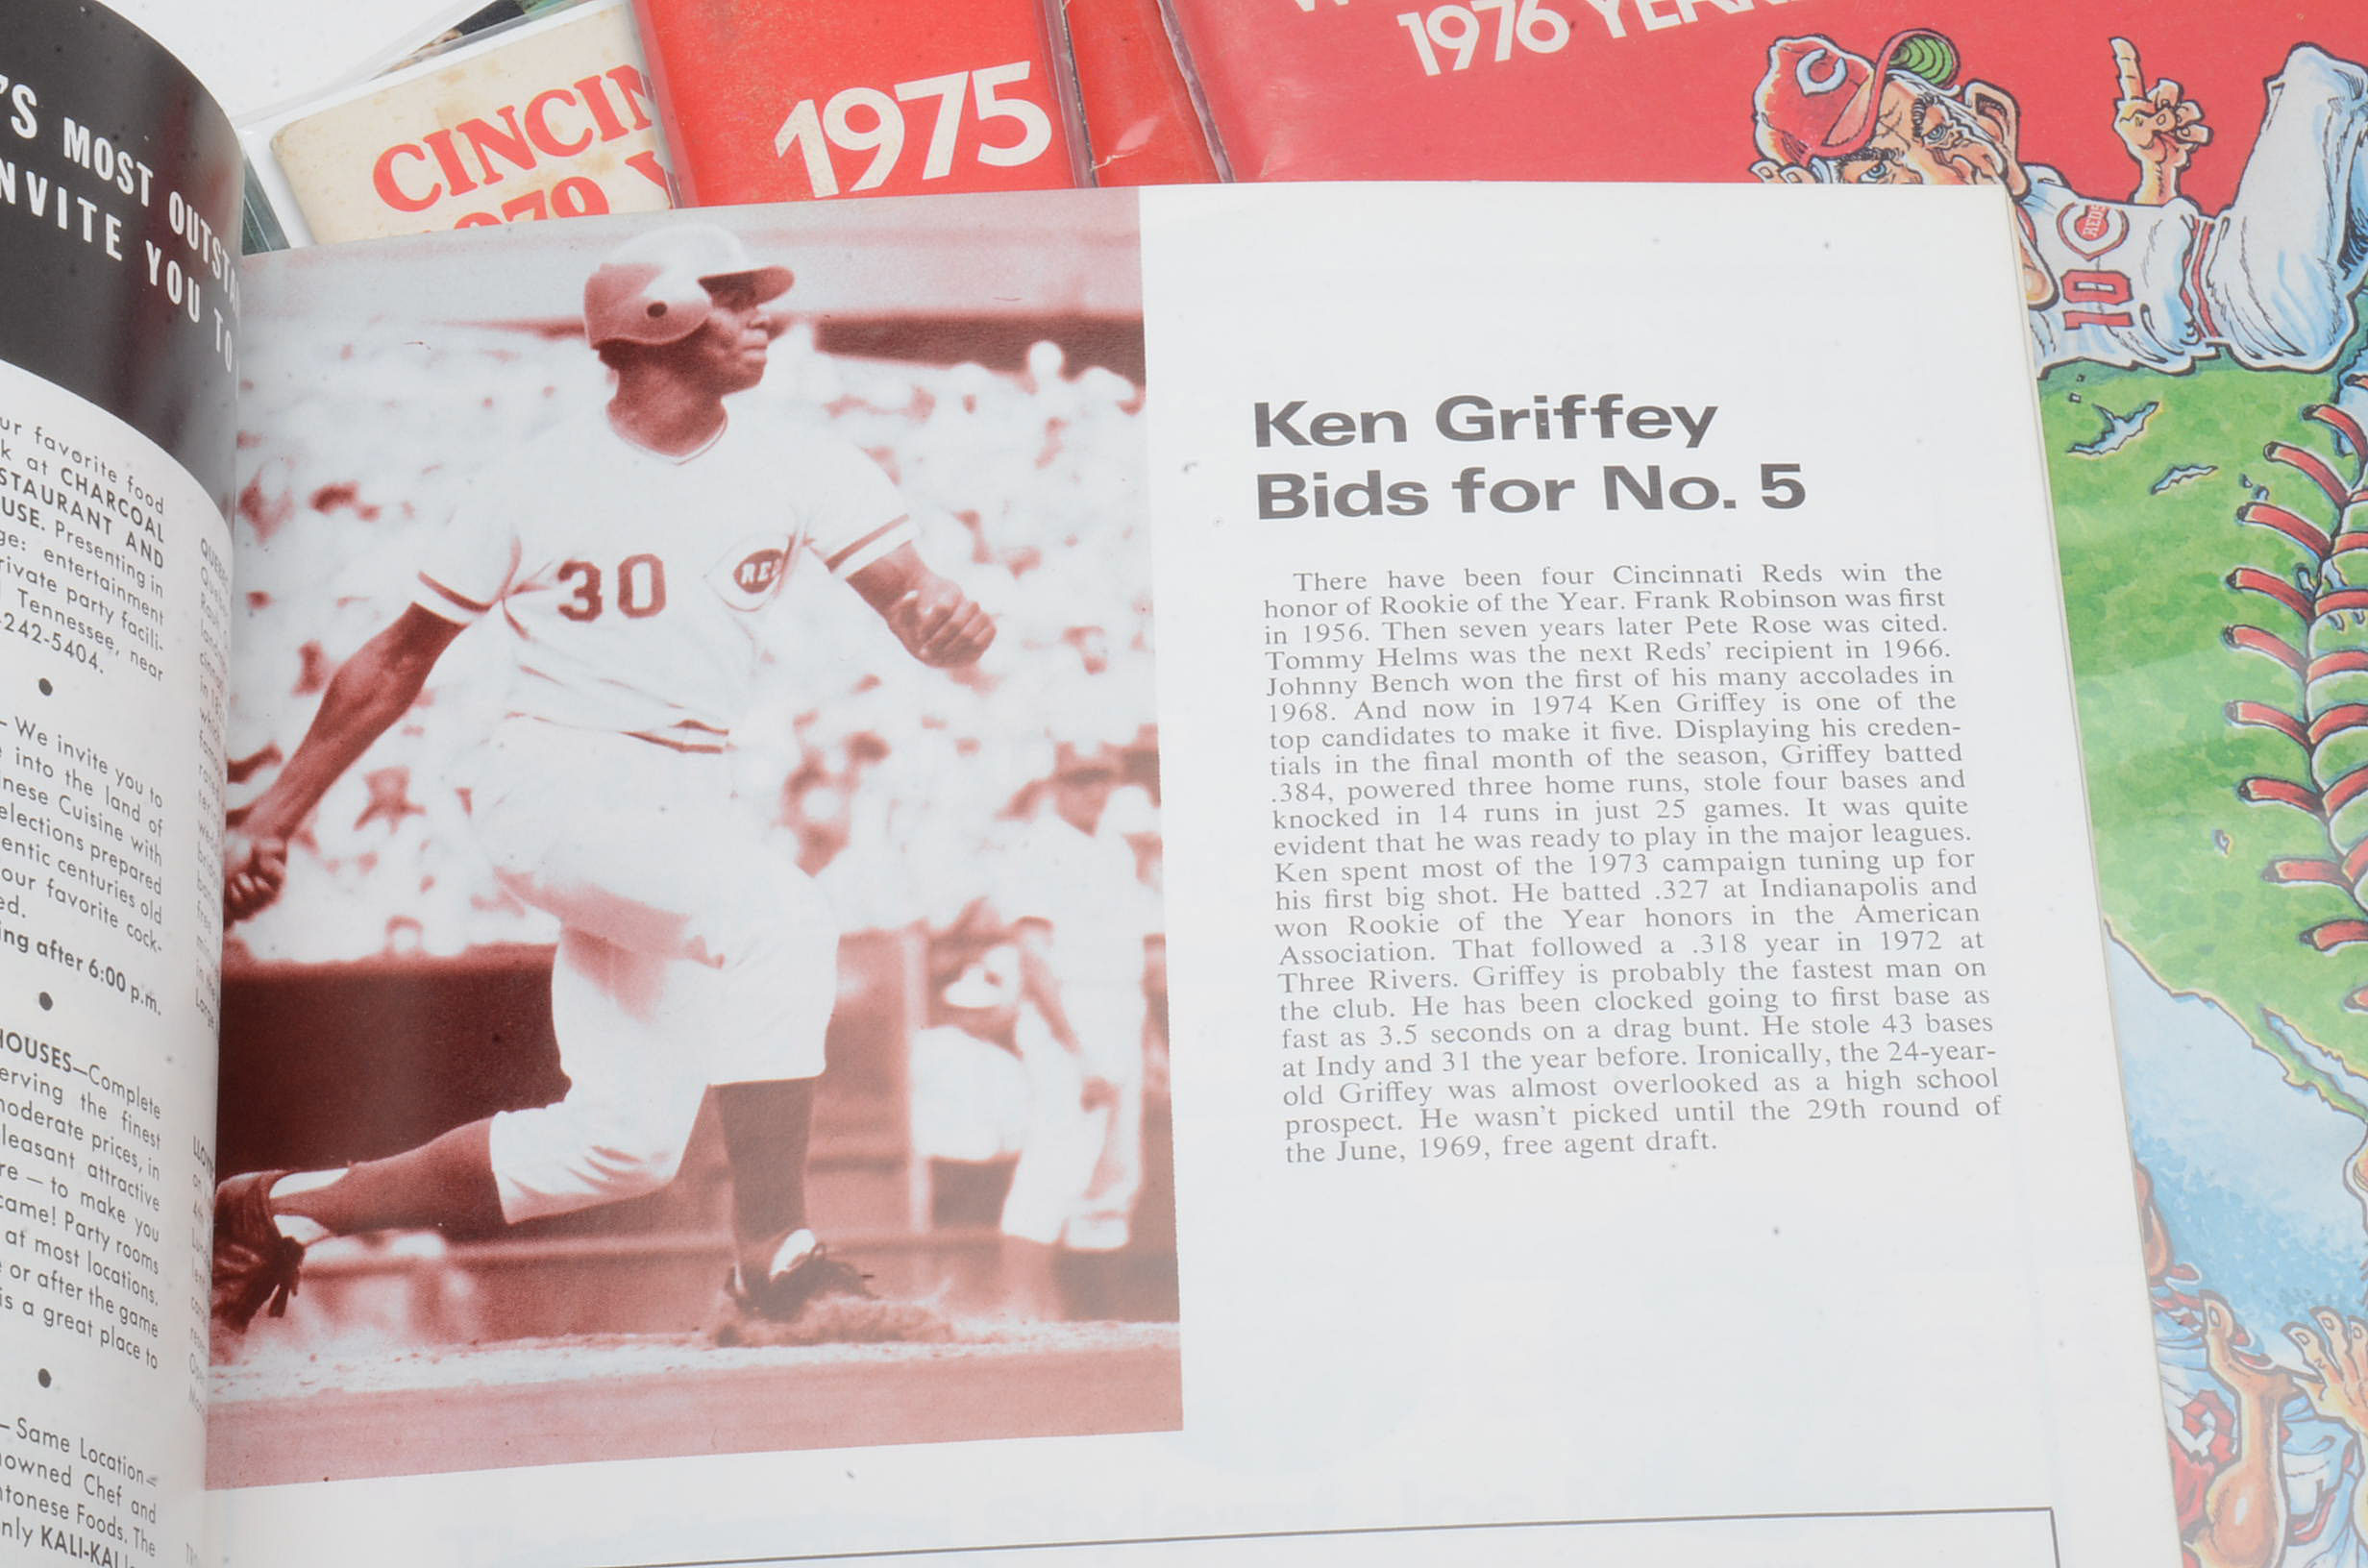 'S MOST
NVITE YOU TO
CINCIN
1975
1976
REDS
10
30
ur favorite food
k at CHARCOAL
STAURANT AND
USE. Presenting in
ge: entertainment
rivate party facili-
Tennessee, near
-242-5404.
– We invite you to
into the land of
nese Cuisine with
elections prepared
entic centuries old
our favorite cock-
ed.
ing after 6:00 p.m.
HOUSES—Complete
erving the finest
moderate prices, in
leasant attractive
re — to make you
came! Party rooms
at most locations.
or after the game
is a great place to
– Same Location –
nowned Chef and
ntonese Foods. The
nly KALI-KAI
Ken Griffey
Bids for No. 5
There have been four Cincinnati Reds win the
honor of Rookie of the Year. Frank Robinson was first
in 1956. Then seven years later Pete Rose was cited.
Tommy Helms was the next Reds' recipient in 1966.
Johnny Bench won the first of his many accolades in
1968. And now in 1974 Ken Griffey is one of the
top candidates to make it five. Displaying his creden-
tials in the final month of the season, Griffey batted
.384, powered three home runs, stole four bases and
knocked in 14 runs in just 25 games. It was quite
evident that he was ready to play in the major leagues.
Ken spent most of the 1973 campaign tuning up for
his first big shot. He batted .327 at Indianapolis and
won Rookie of the Year honors in the American
Association. That followed a .318 year in 1972 at
Three Rivers. Griffey is probably the fastest man on
the club. He has been clocked going to first base as
fast as 3.5 seconds on a drag bunt. He stole 43 bases
at Indy and 31 the year before. Ironically, the 24-year-
old Griffey was almost overlooked as a high school
prospect. He wasn't picked until the 29th round of
the June, 1969, free agent draft.